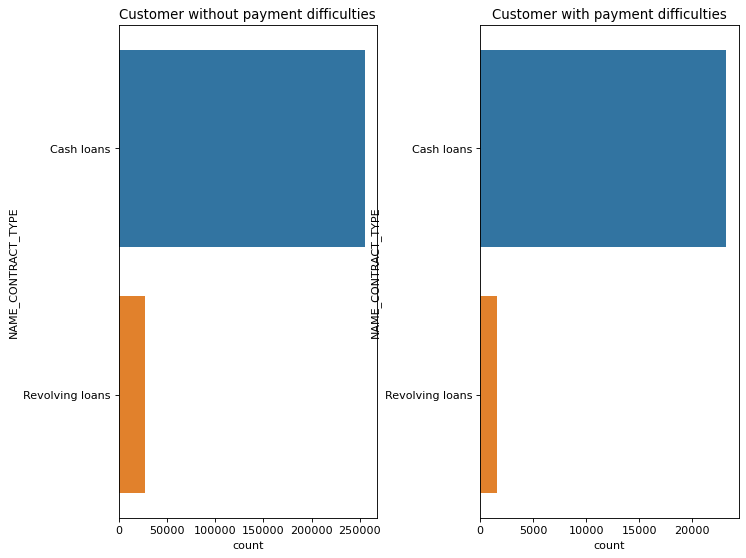 Customer without payment difficulties
NAME_CONTRACT_TYPE
Cash loans
Revolving loans
0 50000 100000 150000 200000 250000
count
Customer with payment difficulties
NAME_CONTRACT_TYPE
Cash loans
Revolving loans
0 5000 10000 15000 20000
count